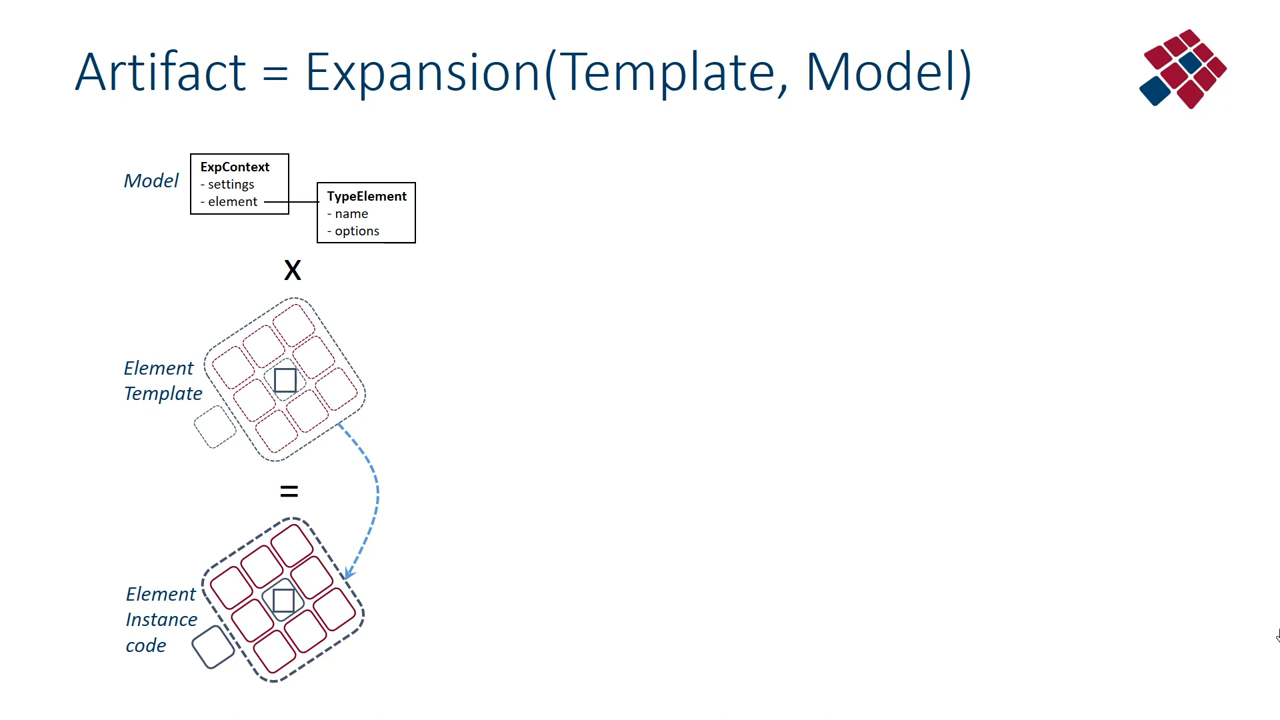 Artifact = Expansion(Template, Model)
Model
ExpContext
- settings
- element
TypeElement
- name
- options
x
Element
Template
=
Element
Instance
code